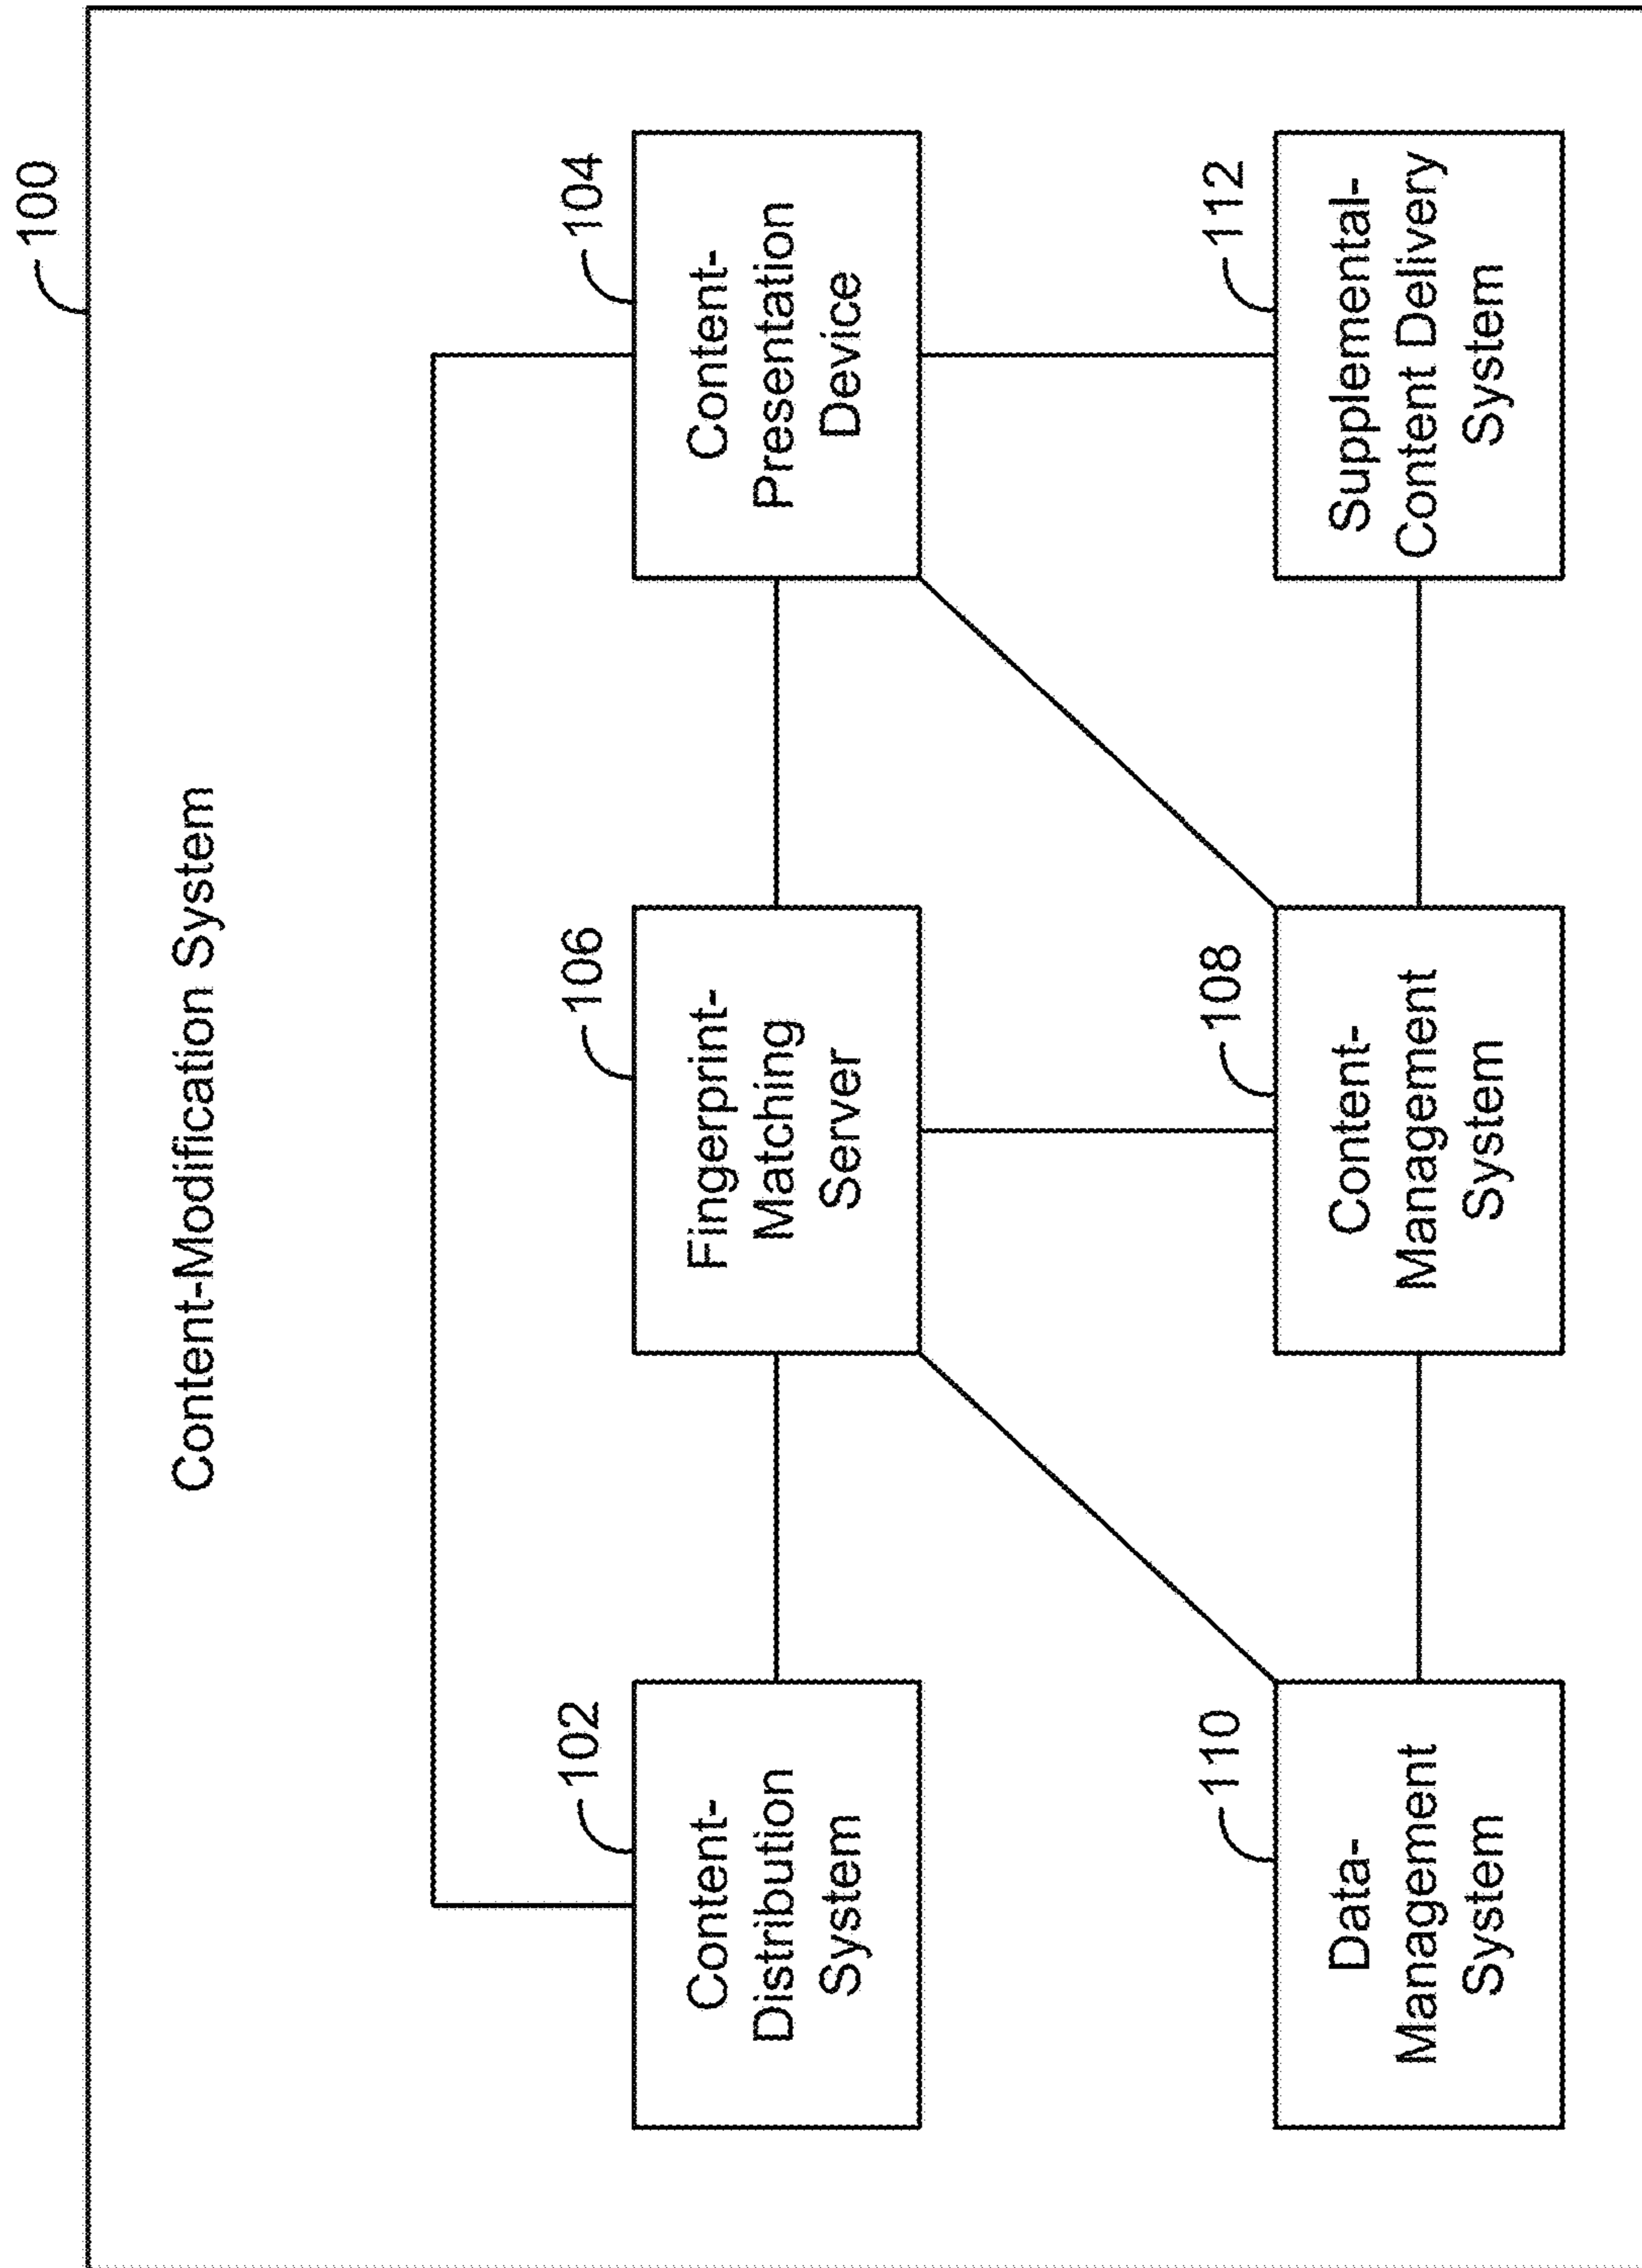 100
Content-Modification System
102
Content-
Distribution
System
106
Fingerprint-
Matching
Server
104
Content-
Presentation
Device
110
Data-
Management
System
108
Content-
Management
System
112
Supplemental-
Content Delivery
System